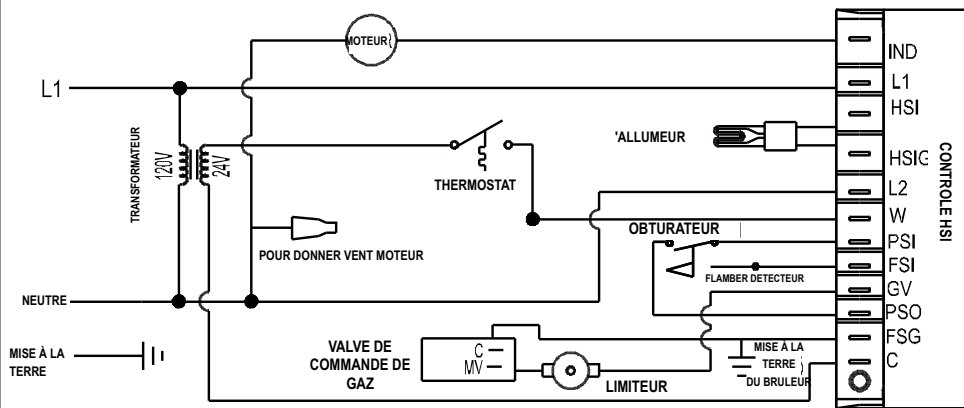 MOTEUR
IND
L1
L1
HSI
'ALLUMEUR
HSIG
TRANSFORMATEUR
120V
24V
THERMOSTAT
CONTROLE HSI
L2
W
OBTURATEUR
PSI
POUR DONNER VENT MOTEUR
FSI
FLAMBER DETECTEUR
GV
NEUTRE
PSO
FSG
MISE À LA
TERRE
VALVE DE
COMMANDE DE
GAZ
C
MV
LIMITEUR
MISE À LA
TERRE
DU BRULEUR
C